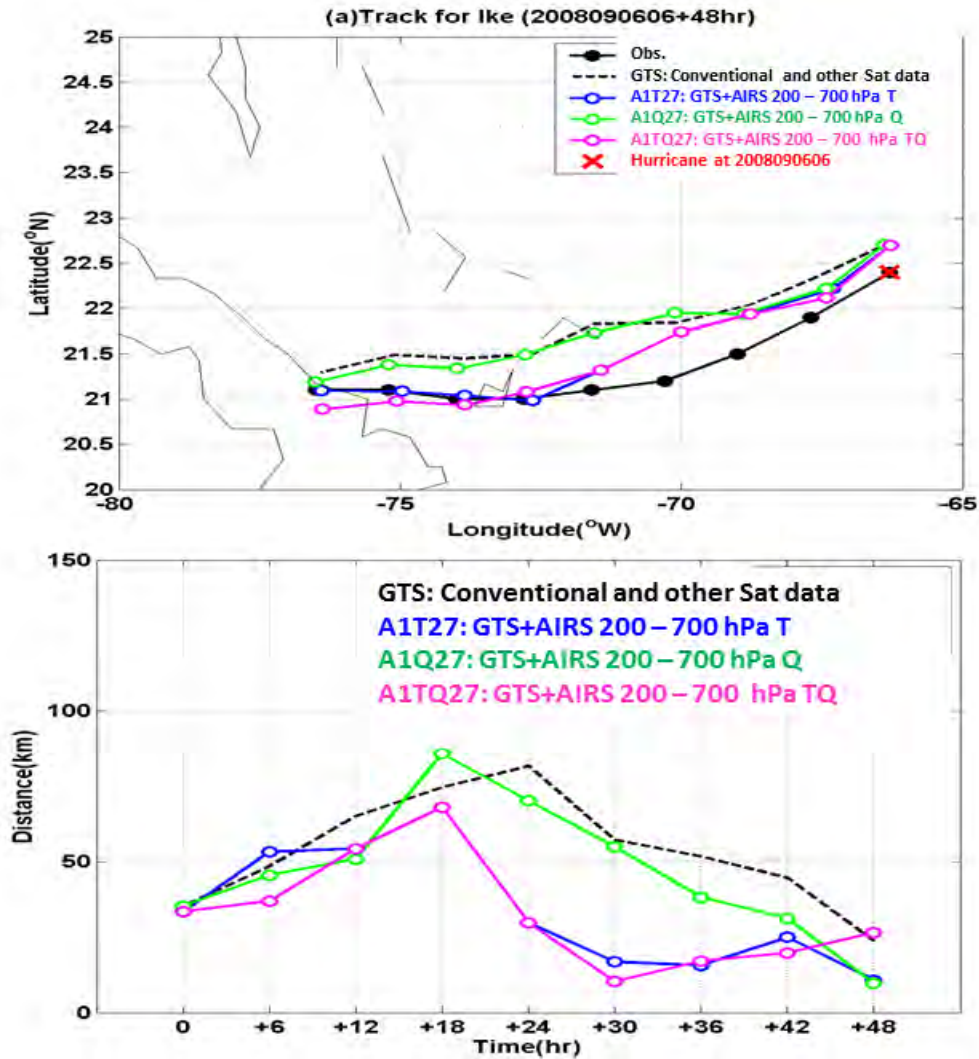 (a)Track for Ike (2008090606+48hr)
25
24.5
24
23.5
23
22.5
22
21.5
21
20.5
20
Latitude(°N)
Obs.
GTS: Conventional and other Sat data
A1T27: GTS+AIRS 200 – 700 hPa T
A1Q27: GTS+AIRS 200 – 700 hPa Q
A1TQ27: GTS+AIRS 200 – 700 hPa TQ
Hurricane at 2008090606
-80 -75 -70 -65
Longitude(°W)
150
100
50
0
Distance(km)
GTS: Conventional and other Sat data
A1T27: GTS+AIRS 200 – 700 hPa T
A1Q27: GTS+AIRS 200 – 700 hPa Q
A1TQ27: GTS+AIRS 200 – 700 hPa TQ
0 +6 +12 +18 +24 +30 +36 +42 +48
Time(hr)